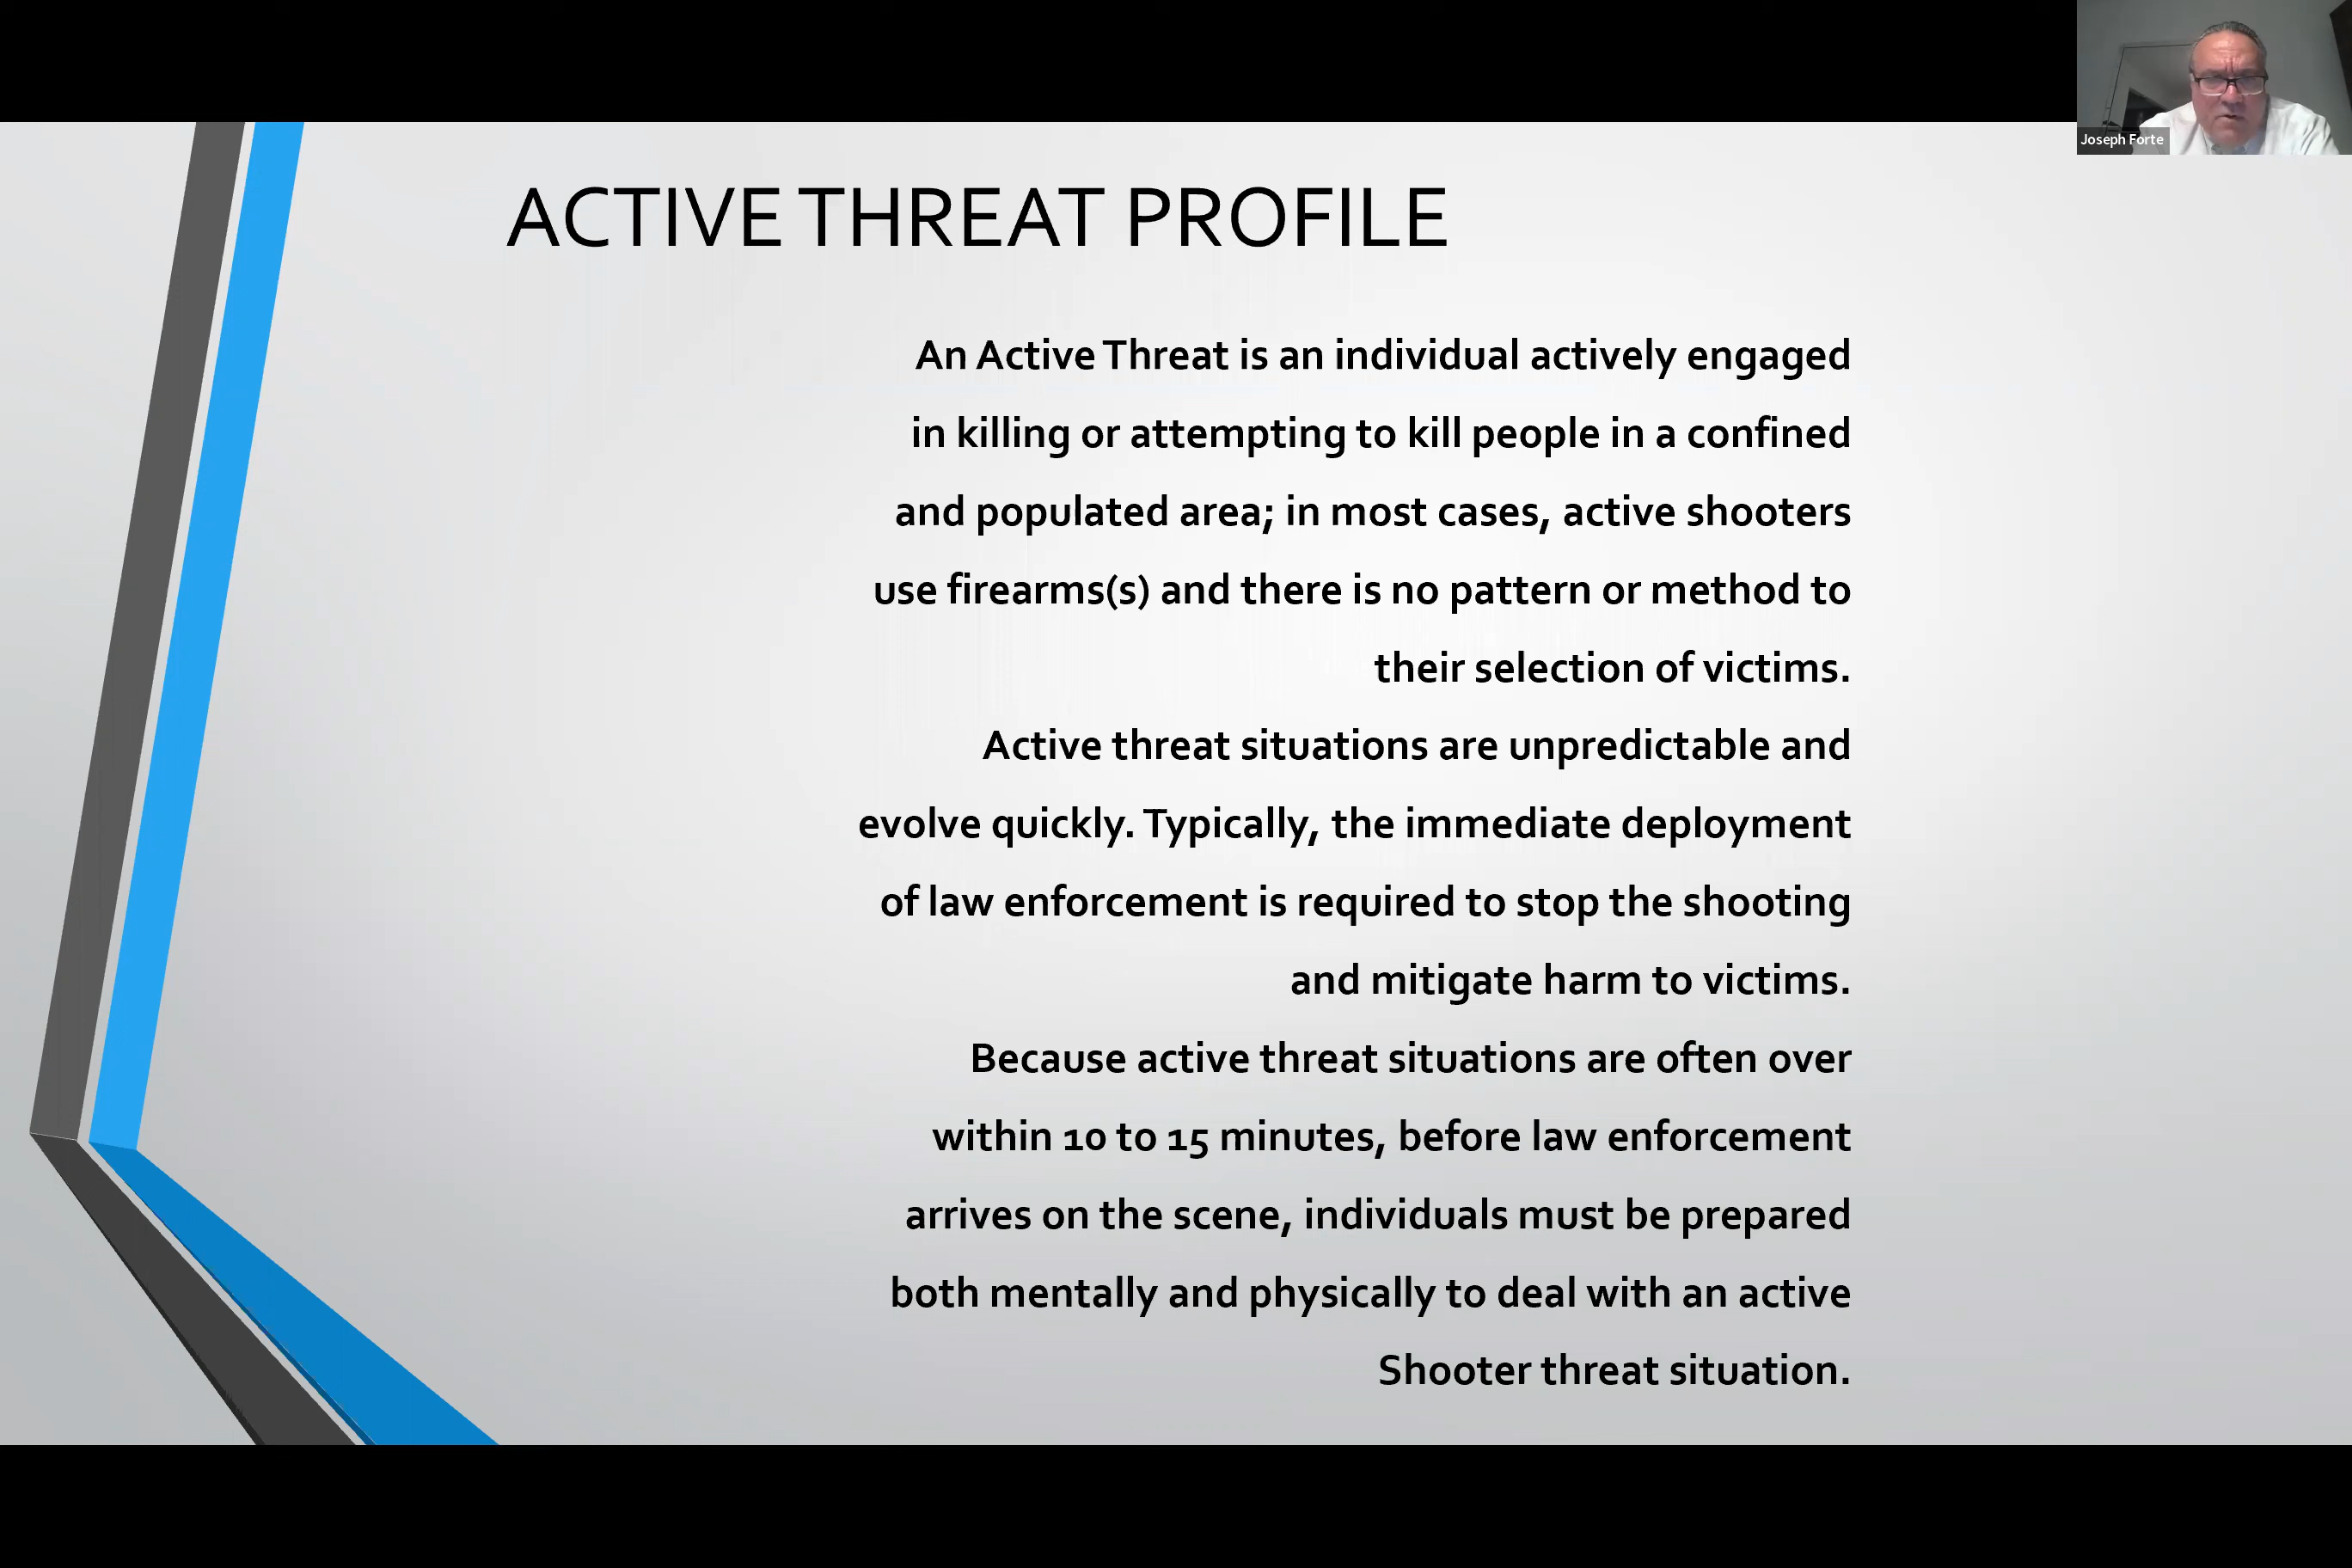 Joseph Forte
ACTIVE THREAT PROFILE
An Active Threat is an individual actively engaged
in killing or attempting to kill people in a confined
and populated area; in most cases, active shooters
use firearms(s) and there is no pattern or method to
their selection of victims.
Active threat situations are unpredictable and
evolve quickly. Typically, the immediate deployment
of law enforcement is required to stop the shooting
and mitigate harm to victims.
Because active threat situations are often over
within 10 to 15 minutes, before law enforcement
arrives on the scene, individuals must be prepared
both mentally and physically to deal with an active
Shooter threat situation.